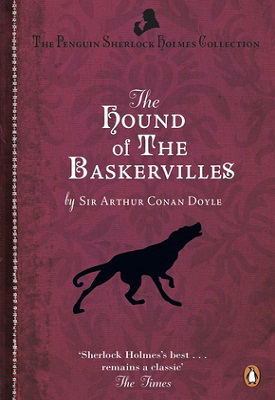 The Penguin Sherlock Holmes Collection
The
Hound
of The
Baskervilles
by Sir Arthur Conan Doyle
‘Sherlock Holmes’s best . . .
remains a classic’
The Times